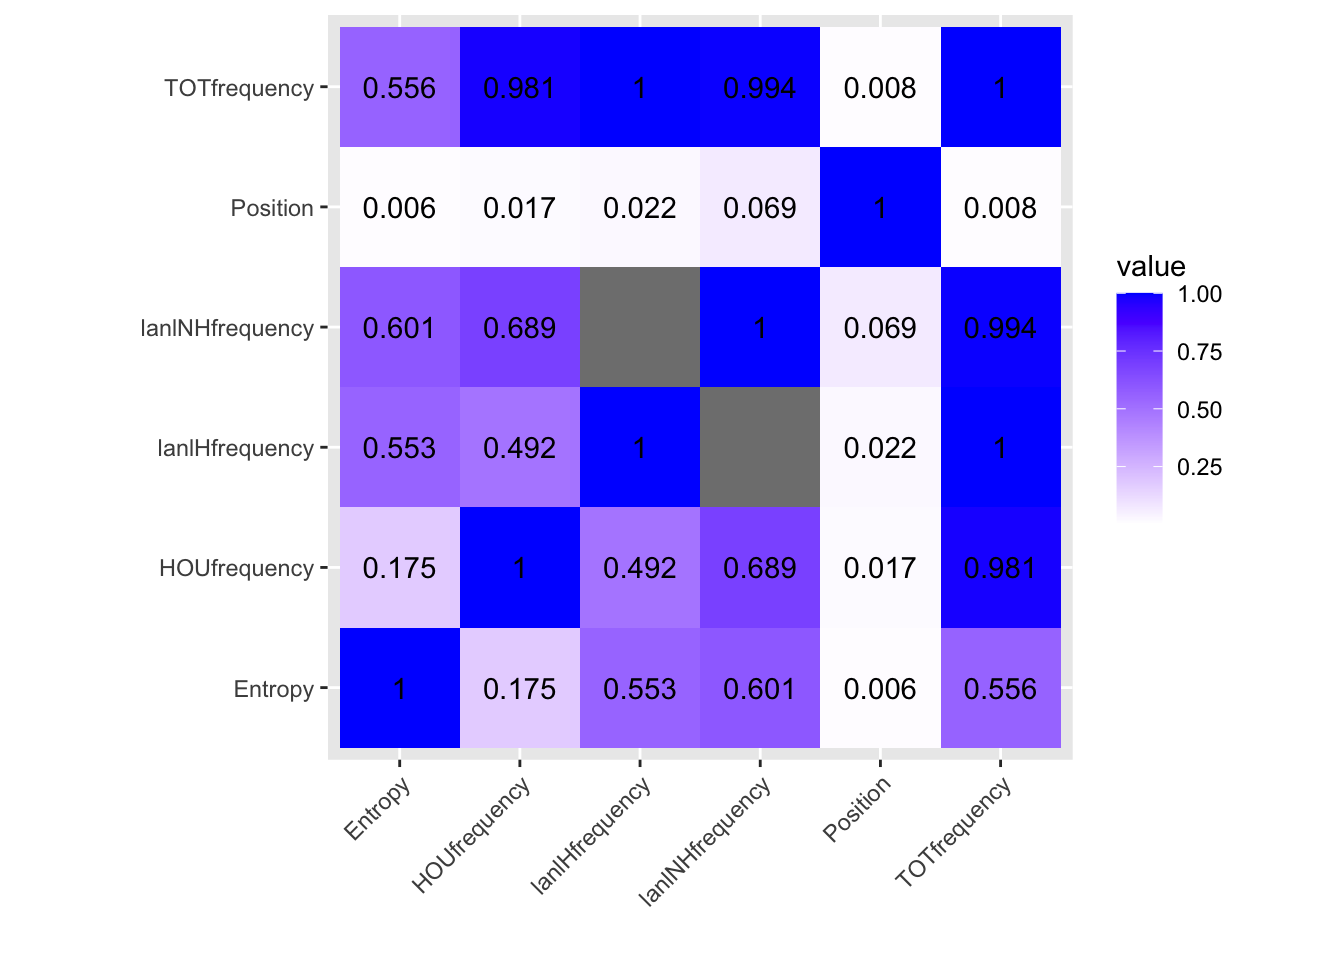 TOTfrequency 0.556 0.981 1 0.994 0.008 1
Position 0.006 0.017 0.022 0.069 1 0.008
IanINHfrequency 0.601 0.689 1 0.069 0.994
IanIHfrequency 0.553 0.492 1 0.022 1
HOUfrequency 0.175 1 0.492 0.689 0.017 0.981
Entropy 1 0.175 0.553 0.601 0.006 0.556
Entropy HOUfrequency IanIHfrequency IanINHfrequency Position TOTfrequency
value
1.00
0.75
0.50
0.25